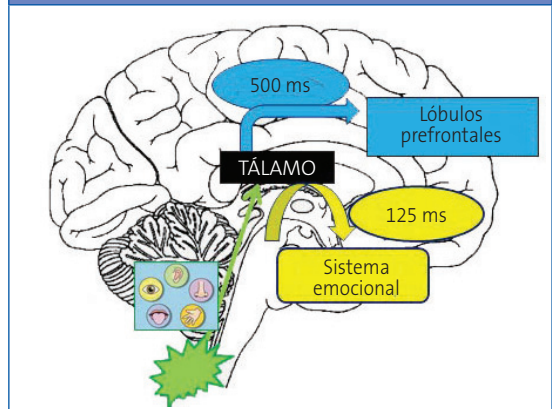 500 ms
Lóbulos
prefrontales
TÁLAMO
125 ms
Sistema
emocional